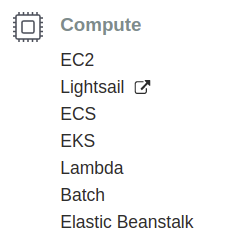 Compute
EC2
Lightsail
ECS
EKS
Lambda
Batch
Elastic Beanstalk